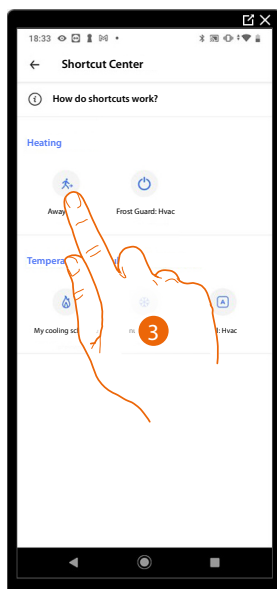 18:33
Shortcut Center
How do shortcuts work?
Heating
Away
Frost Guard: Hvac
Tempera
My cooling sc
: Hvac
3